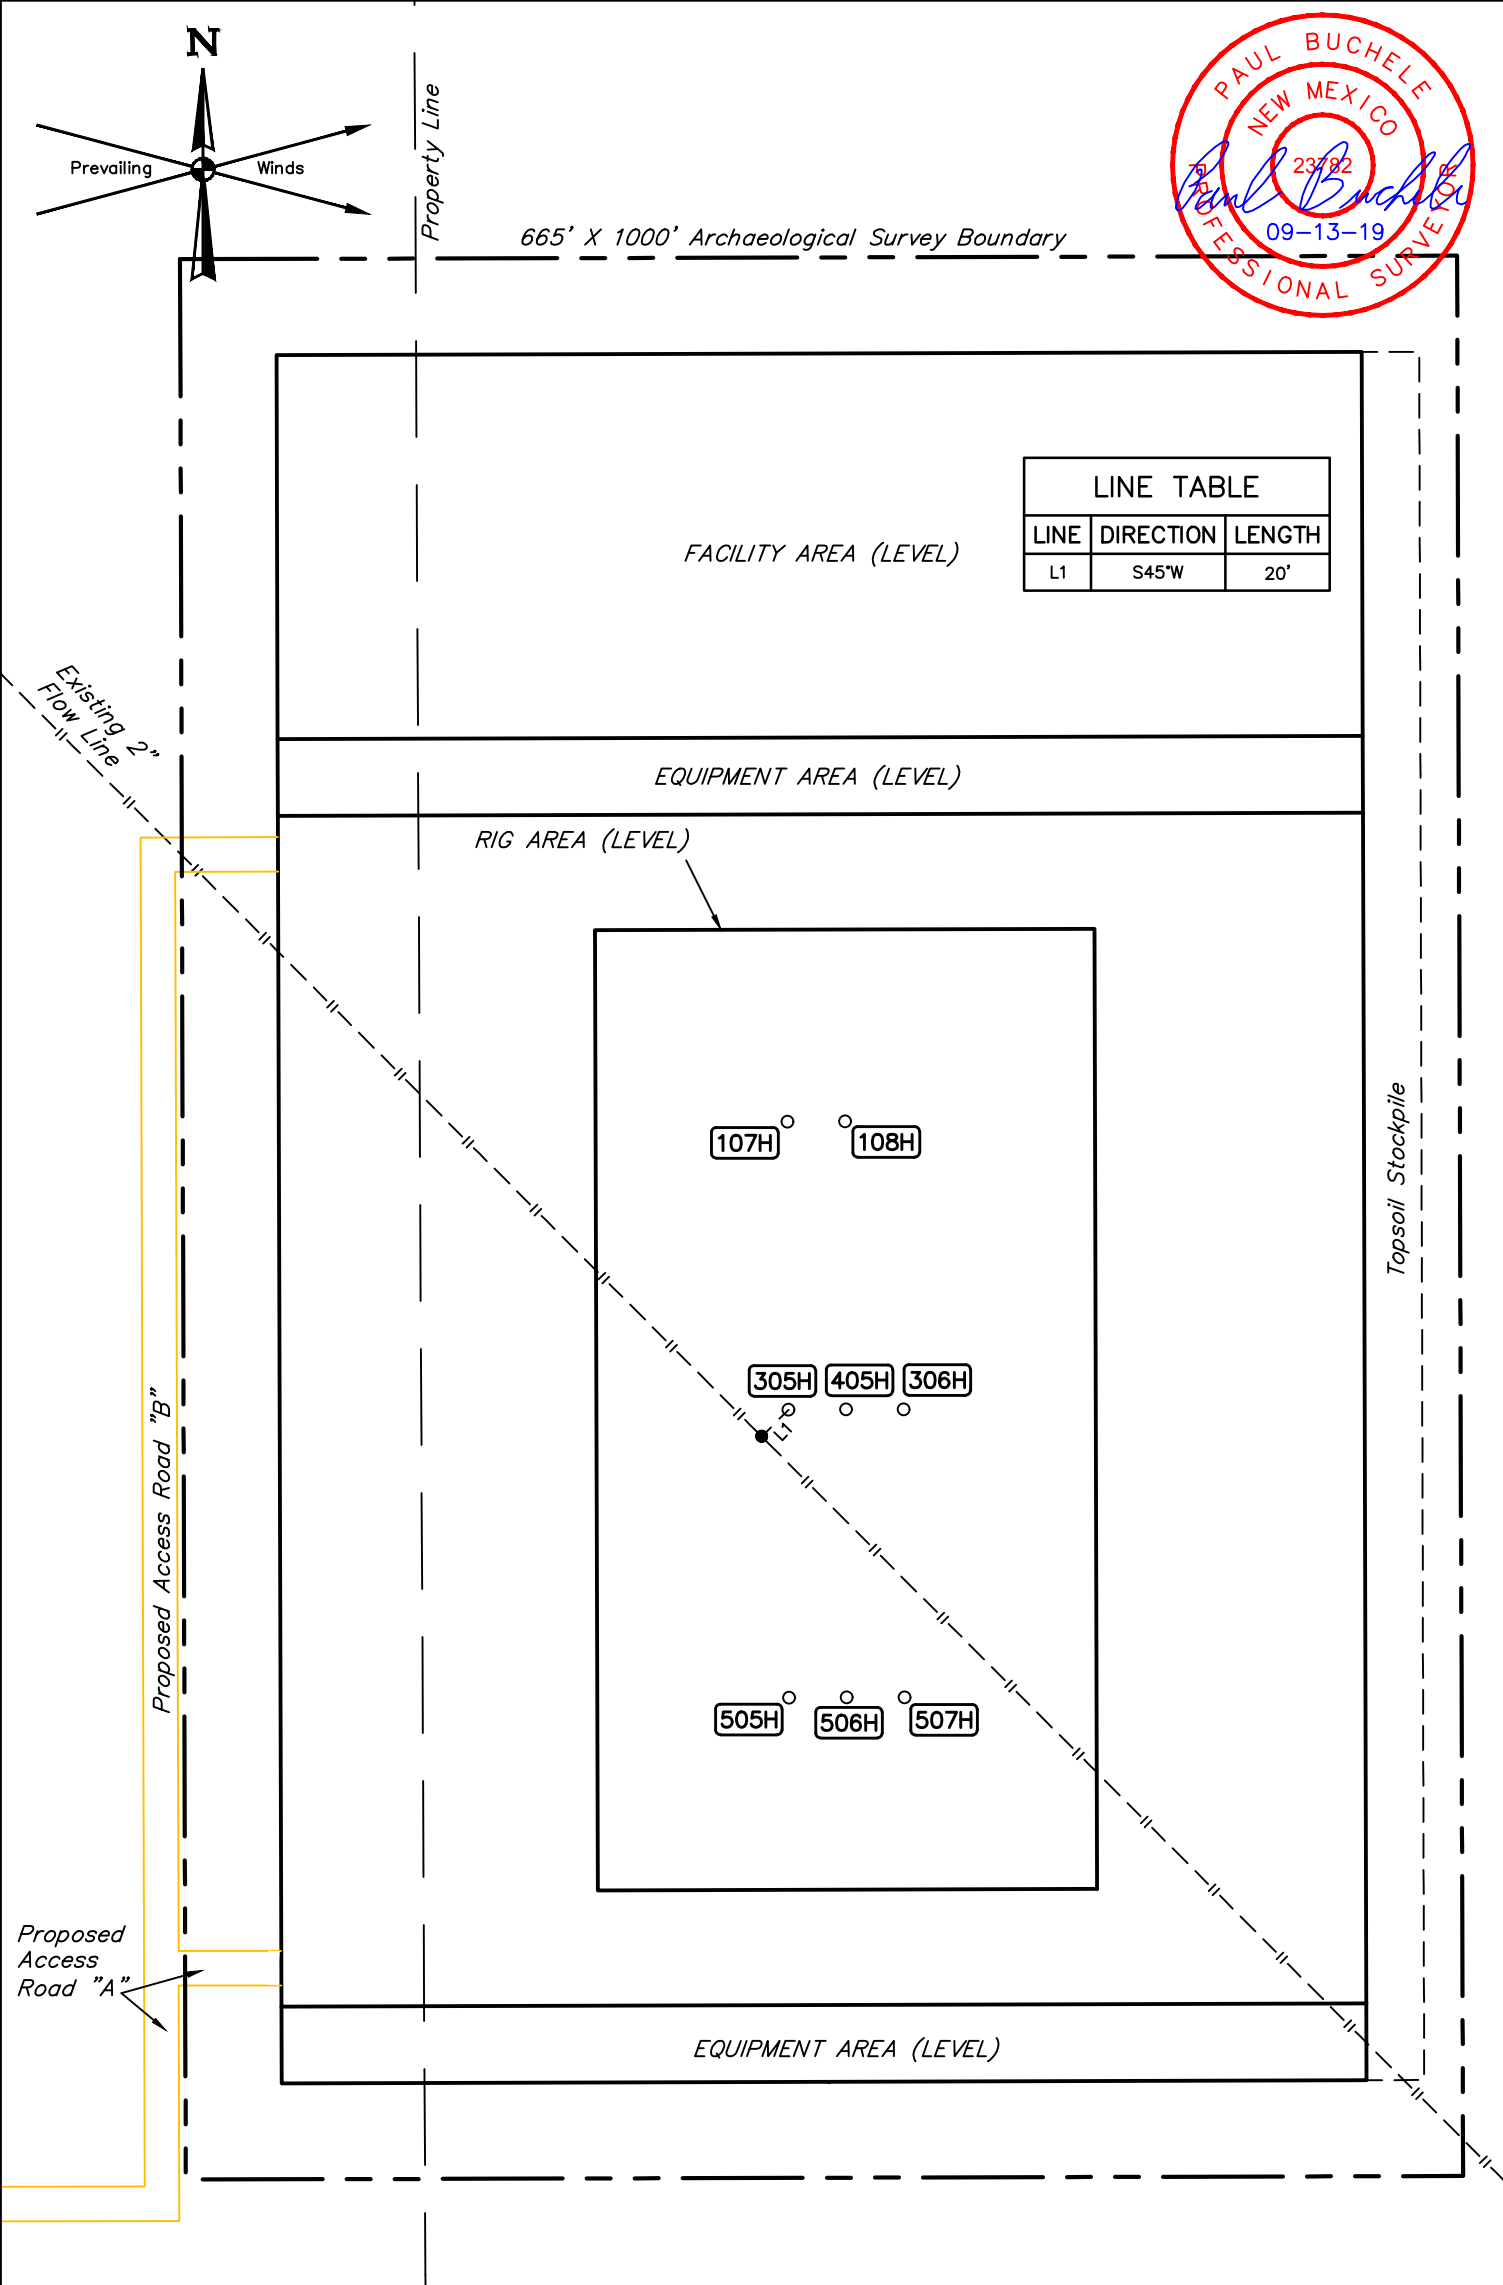 N
Prevailing Winds
Property Line
PAUL BUCHELE
NEW MEXICO
23782
PROFESSIONAL SURVEYOR
Paul Buchele
09-13-19
665' X 1000' Archaeological Survey Boundary
LINE TABLE
LINE DIRECTION LENGTH
L1 S45°W 20'
FACILITY AREA (LEVEL)
Existing 2"
Flow Line
EQUIPMENT AREA (LEVEL)
RIG AREA (LEVEL)
107H
108H
Topsoil Stockpile
305H 405H 306H
L1
Proposed Access Road "B"
505H 506H 507H
Proposed
Access
Road "A"
EQUIPMENT AREA (LEVEL)